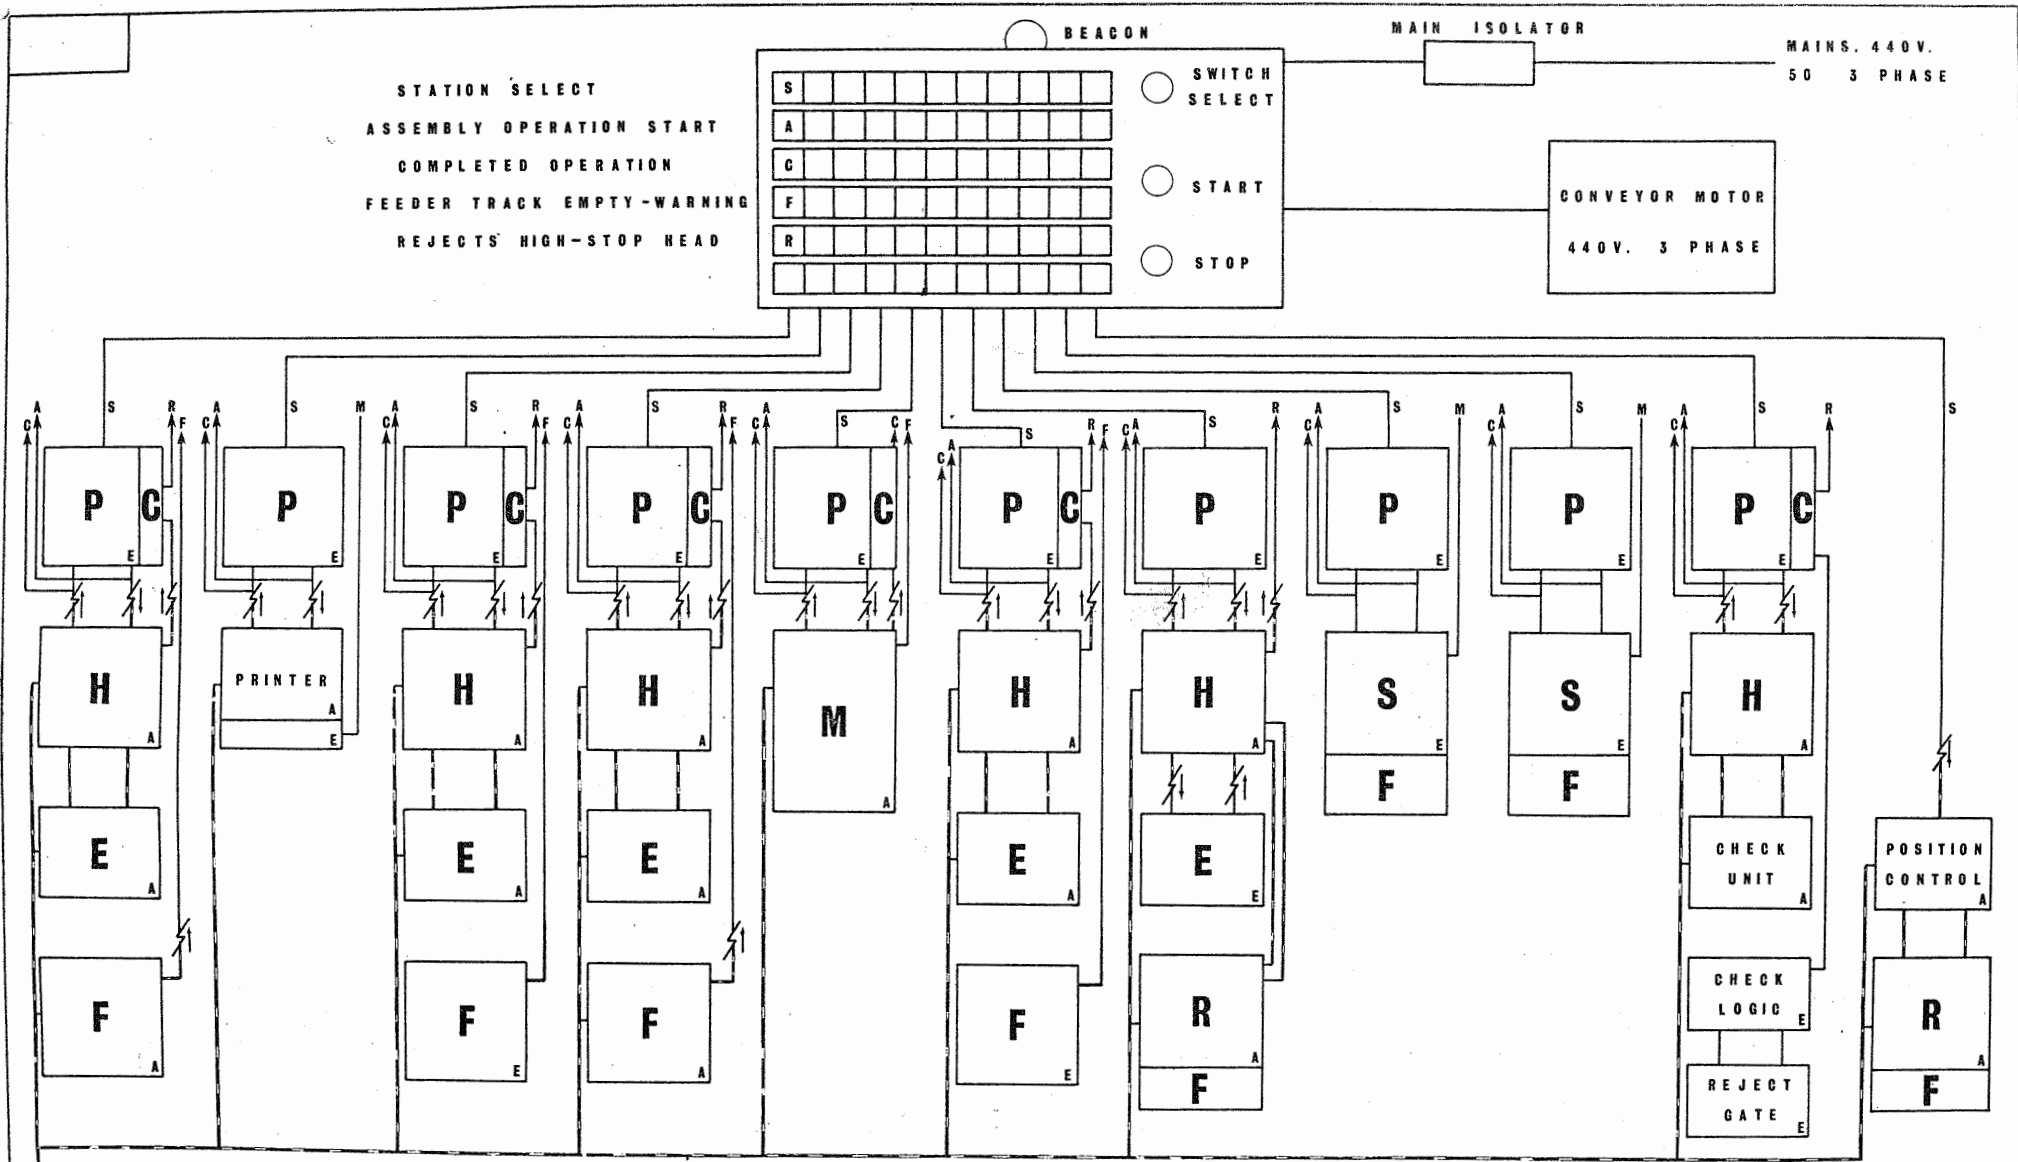 BEACON
MAIN ISOLATOR
MAINS. 440V.
50 3 PHASE
STATION SELECT
ASSEMBLY OPERATION START
COMPLETED OPERATION
FEEDER TRACK EMPTY-WARNING
REJECTS HIGH-STOP HEAD
S
A
C
F
R
SWITCH
SELECT
START
STOP
CONVEYOR MOTOR
440V. 3 PHASE
C A S R F
C A S M
C A S R F
C A S R F
C A S C F
C A S R F
C A S R
C A S M
C A S M
C A S R
S
P E C
P E
P E C
P E C
P E C
P E C
P E
P E
P E
P E C
H A
PRINTER A
E
H A
H A
M A
H A
H A
S E
F
S E
F
H A
E A
E A
E A
E A
E E
CHECK
UNIT A
POSITION
CONTROL A
F A
F E
F A
F E
R A
F
CHECK
LOGIC E
REJECT
GATE E
R A
F